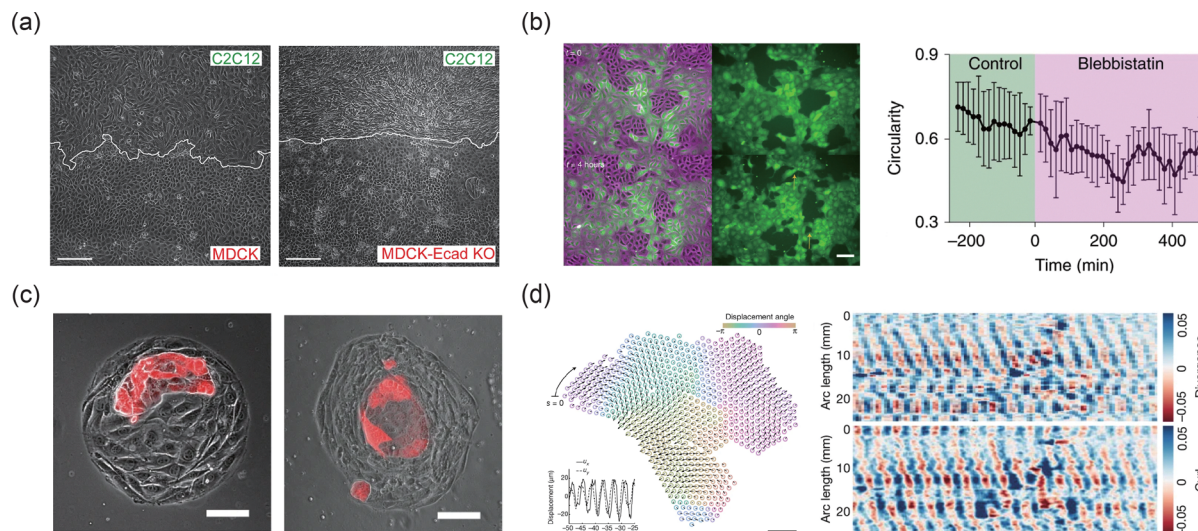 (a)
C2C12
MDCK
C2C12
MDCK-Ecad KO
(b)
t = 0
t = 4 hours
0.9
0.6
0.3
Circularity
Control
Blebbistatin
−200
0
200
400
Time (min)
(c)
(d)
Displacement angle
−π
0
π
s = 0
Displacement (μm)
20
0
−20
−50 −45 −40 −35 −30 −25
Arc length (mm)
0
10
20
0.05
0
−0.05
Arc length (mm)
0
10
20
0.05
0
−0.05